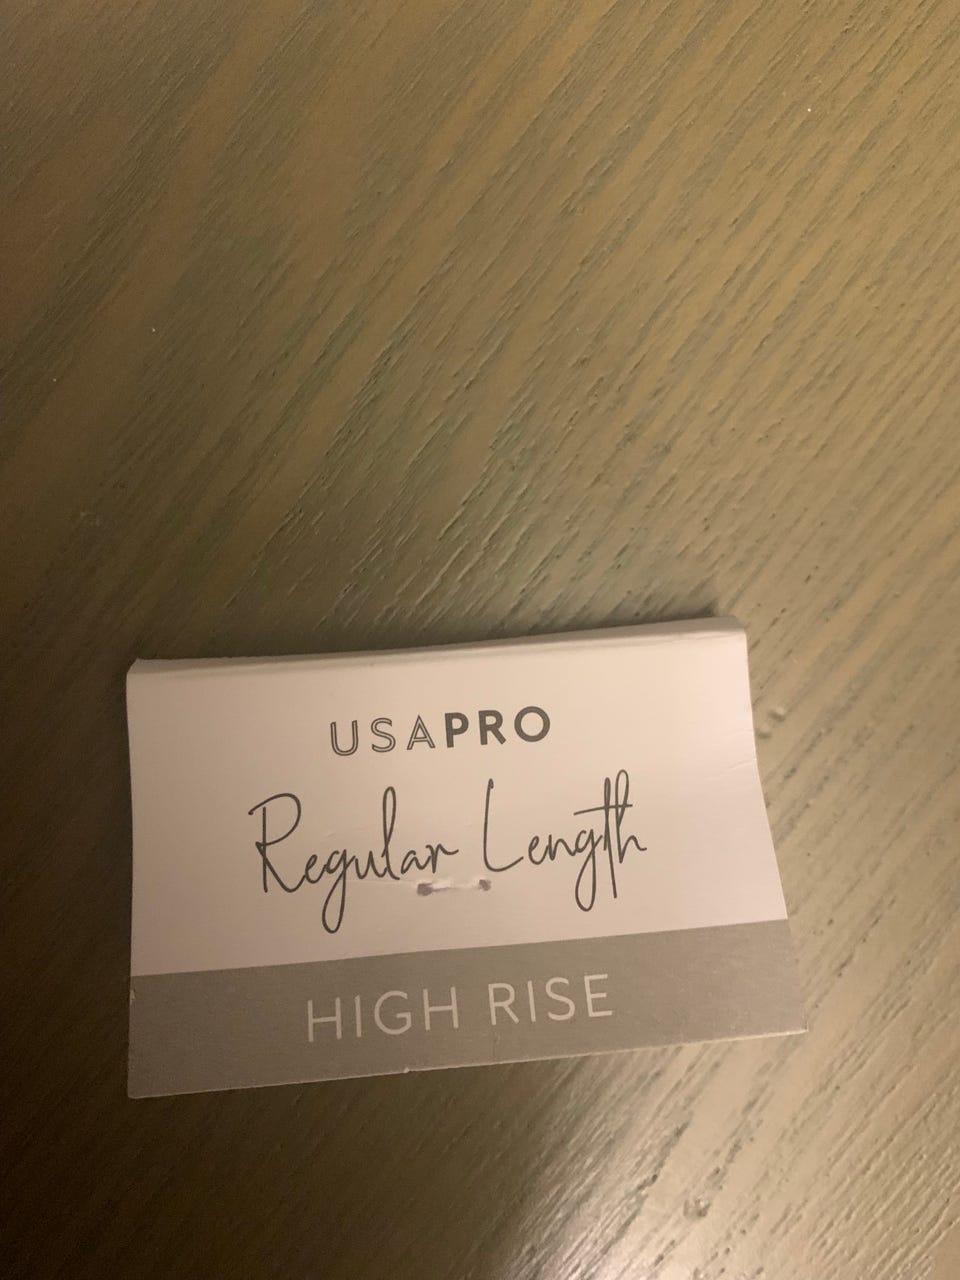 USAPRO
Regular Length
HIGH RISE